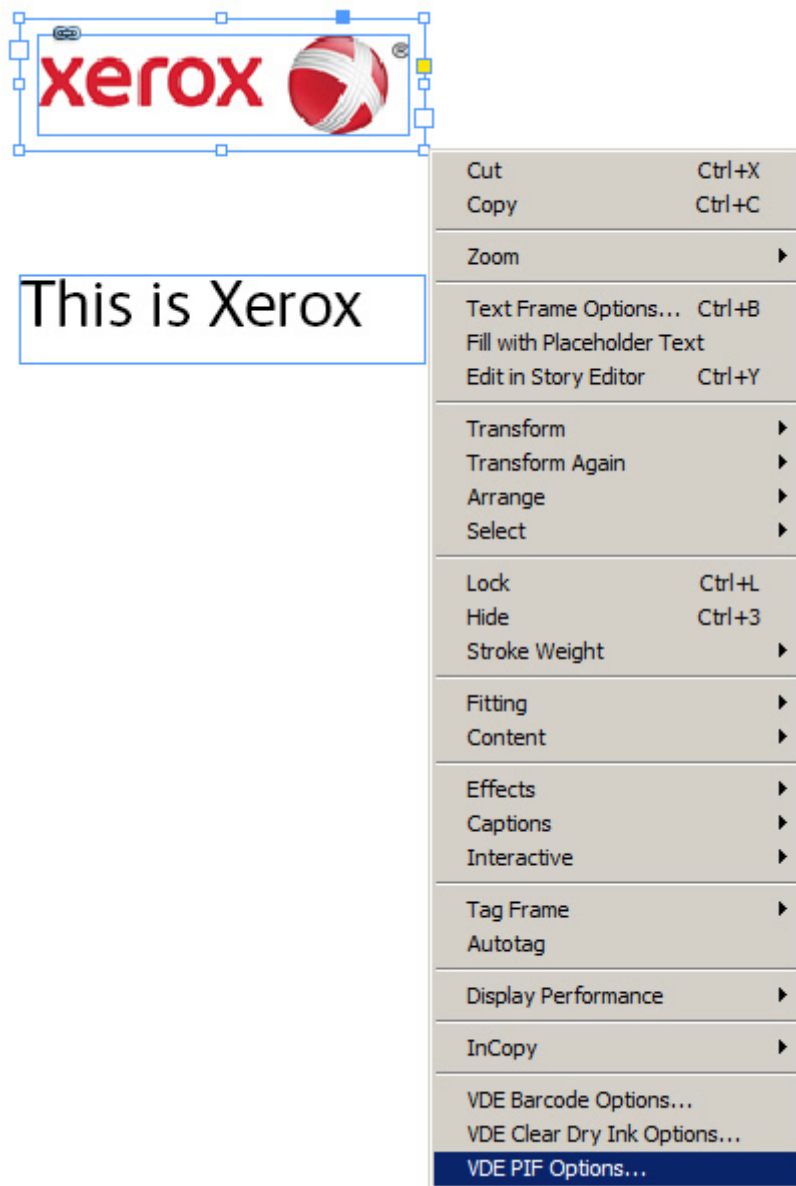 xerox ®
This is Xerox
Cut Ctrl+X
Copy Ctrl+C
Zoom
Text Frame Options... Ctrl+B
Fill with Placeholder Text
Edit in Story Editor Ctrl+Y
Transform
Transform Again
Arrange
Select
Lock Ctrl+L
Hide Ctrl+3
Stroke Weight
Fitting
Content
Effects
Captions
Interactive
Tag Frame
Autotag
Display Performance
InCopy
VDE Barcode Options...
VDE Clear Dry Ink Options...
VDE PIF Options...